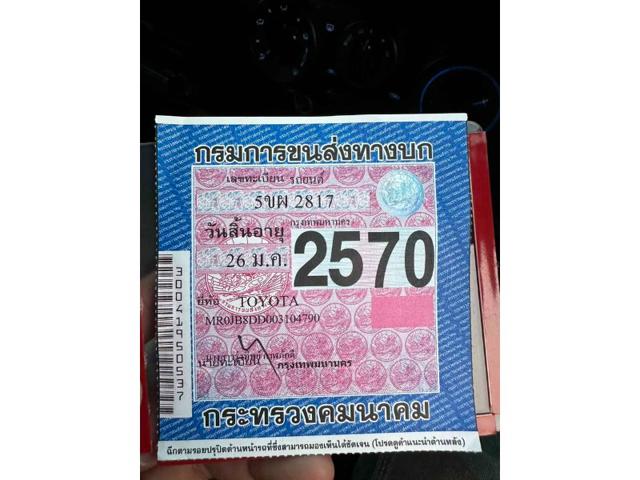 กรมการขนส่งทางบก
เลขทะเบียน รถยนต์
5ขผ 2817
กรุงเทพมหานคร
วันสิ้นอายุ
26 ม.ค. 2570
ยี่ห้อ TOYOTA
MR0JB8DD003104790
นายทะเบียน กรุงเทพมหานคร
30041950537
กระทรวงคมนาคม
ฉีกตามรอยปรุปิดด้านหน้ารถที่ซึ่งสามารถมองเห็นได้ชัดเจน (โปรดดูคำแนะนำด้านหลัง)